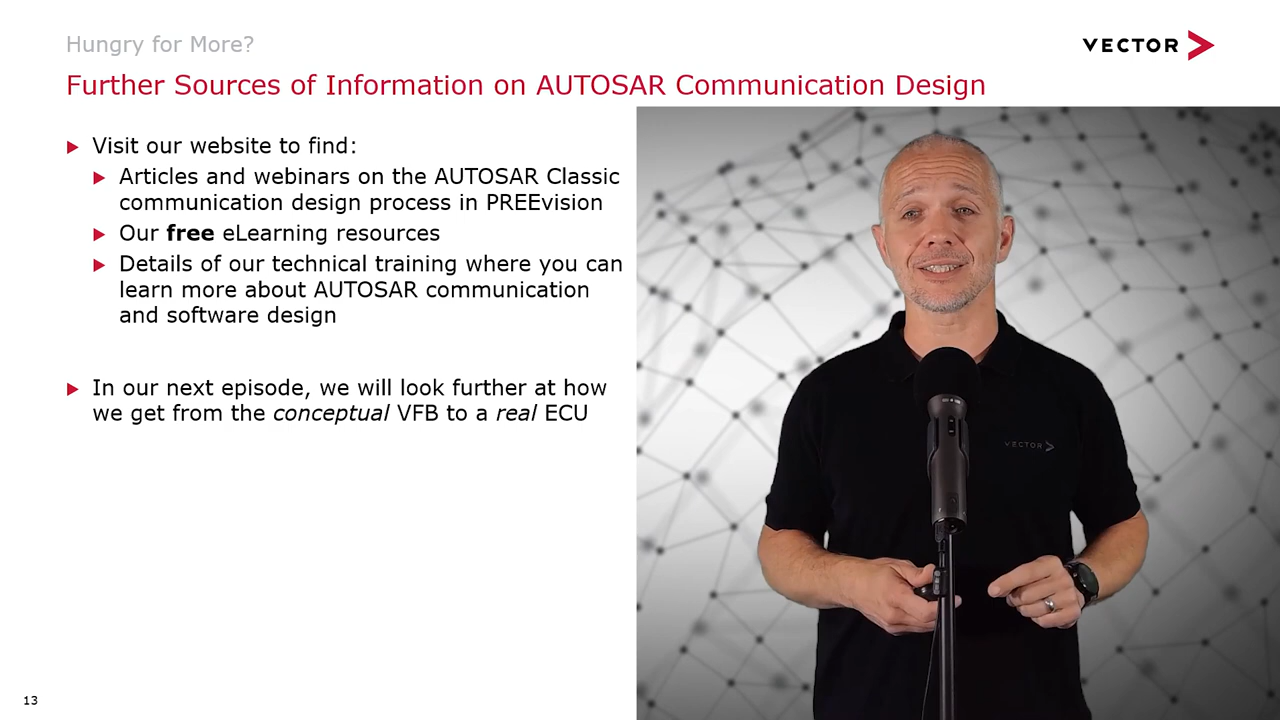 Hungry for More?
VECTOR
Further Sources of Information on AUTOSAR Communication Design
Visit our website to find:
Articles and webinars on the AUTOSAR Classic
communication design process in PREEvision
Our free eLearning resources
Details of our technical training where you can
learn more about AUTOSAR communication
and software design
In our next episode, we will look further at how
we get from the conceptual VFB to a real ECU
VECTOR
13